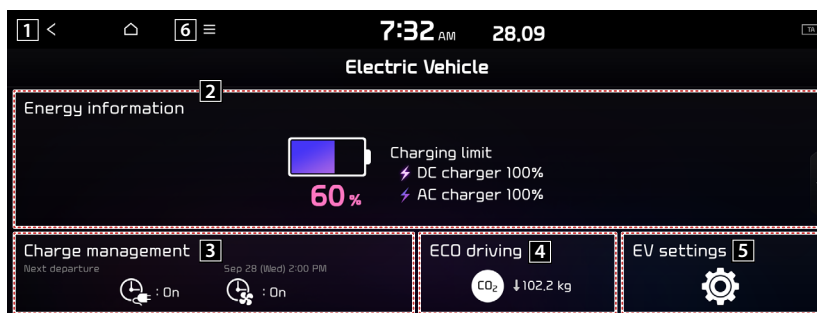 1 6 7:32 AM 28.09 TA
Electric Vehicle
2
Energy information
Charging limit
DC charger 100%
60 % AC charger 100%
Charge management 3 ECO driving 4 EV settings 5
Next departure Sep 28 (Wed) 2:00 PM
: On : On CO2 ↓102.2 kg